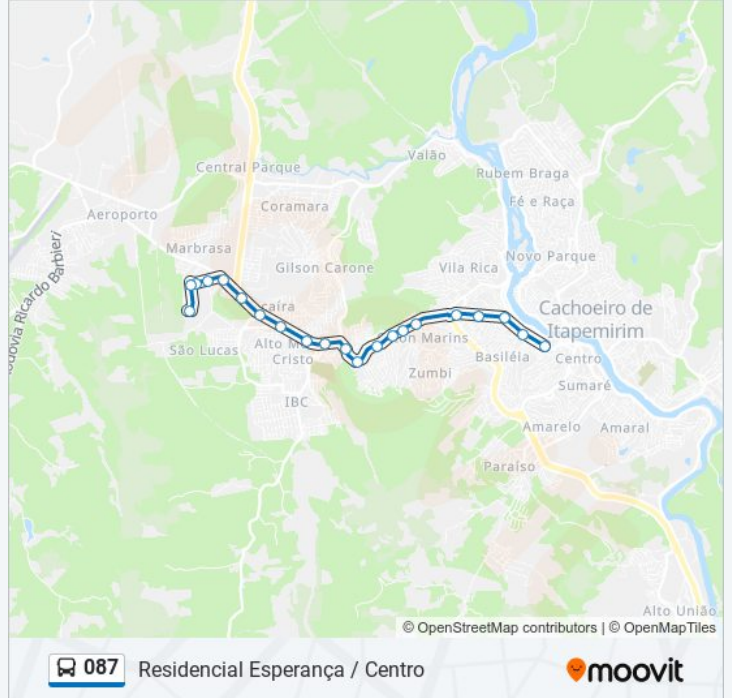 Valão
Central Parque
Rubem Braga
Fé e Raça
Coramara
Aeroporto
Marbrasa
Novo Parque
Gilson Carone
Vila Rica
Cachoeiro de
Itapemirim
São Lucas
Cristo
Basiléia
Centro
Zumbi
Sumaré
IBC
Amarelo
Amaral
Paraíso
Alto União
© OpenStreetMap contributors | © OpenMapTiles
087
Residencial Esperança / Centro
moovit